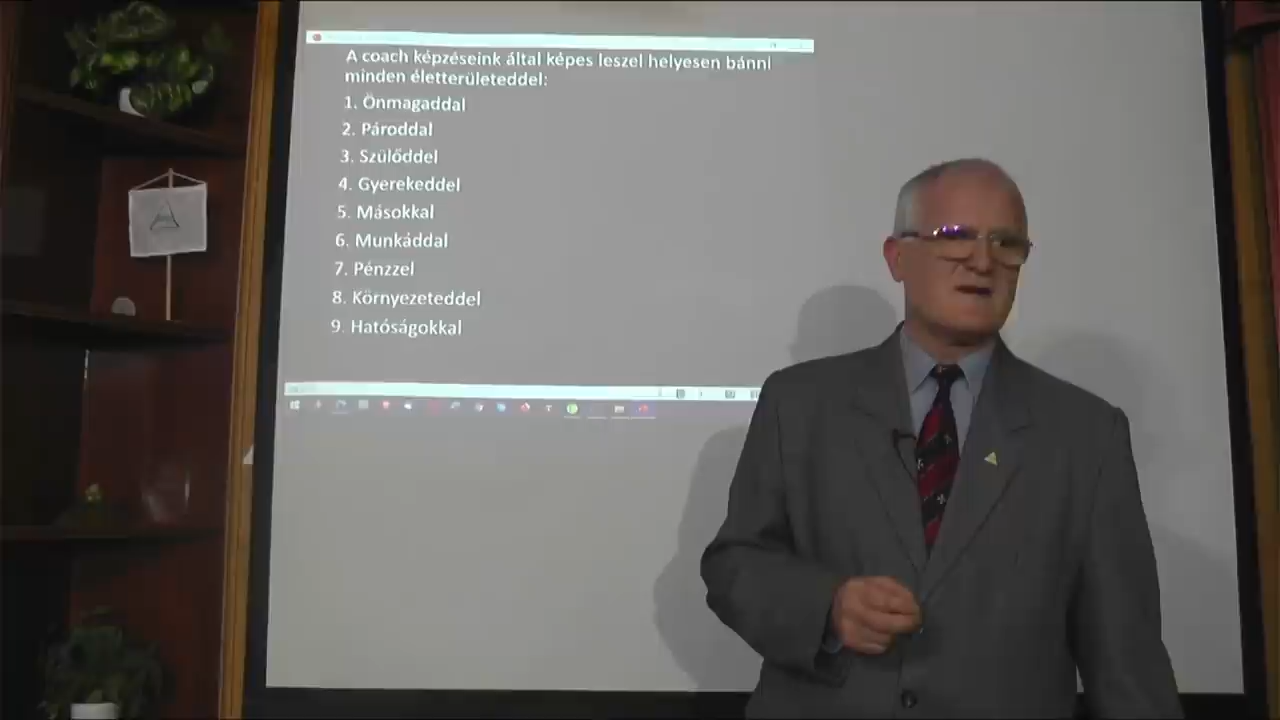 A coach képzéseink által képes leszel helyesen bánni
minden életterületeddel:
1. Önmagaddal
2. Pároddal
3. Szülőddel
4. Gyerekeddel
5. Másokkal
6. Munkáddal
7. Pénzzel
8. Környezeteddel
9. Hatóságokkal